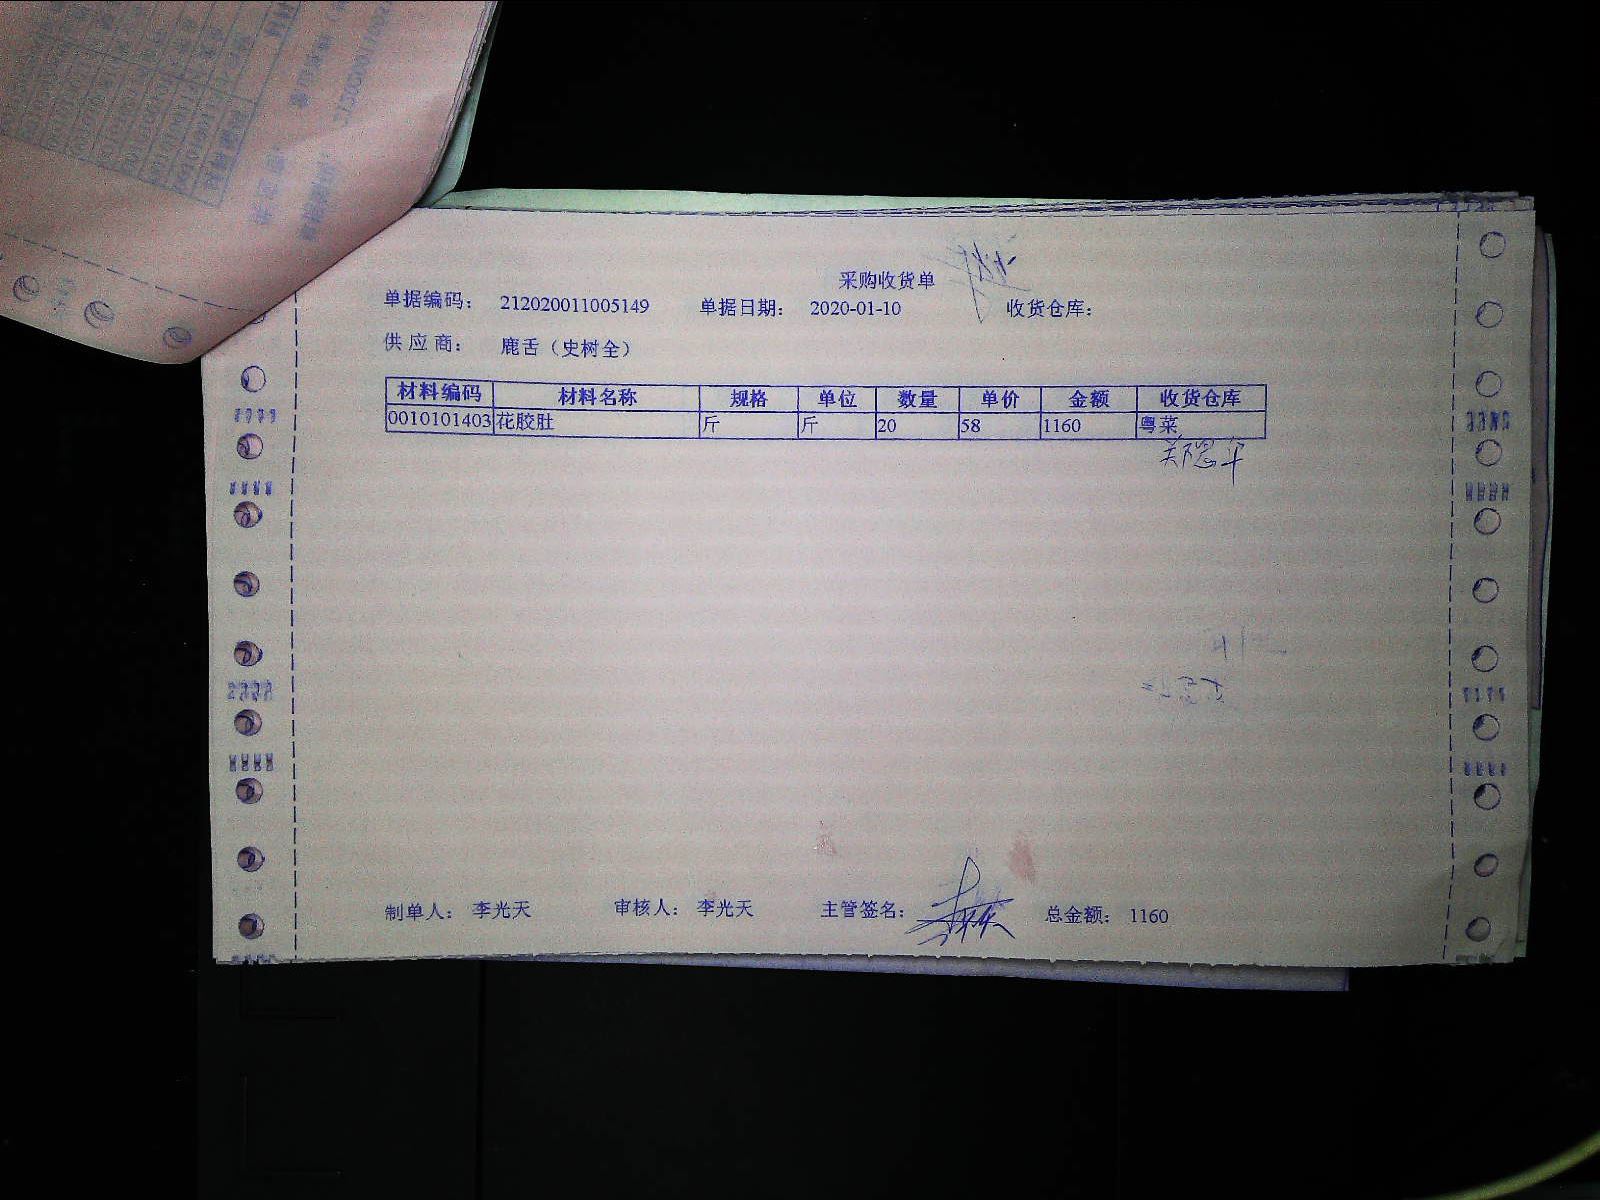 采购收货单
单据编码： 212020011005149 单据日期： 2020-01-10 收货仓库：
供应商： 鹿舌（史树全）
材料编码 材料名称 规格 单位 数量 单价 金额 收货仓库
0010101403 花胶肚 斤 斤 20 58 1160 粤菜
制单人： 李光天 审核人： 李光天 主管签名： 总金额： 1160